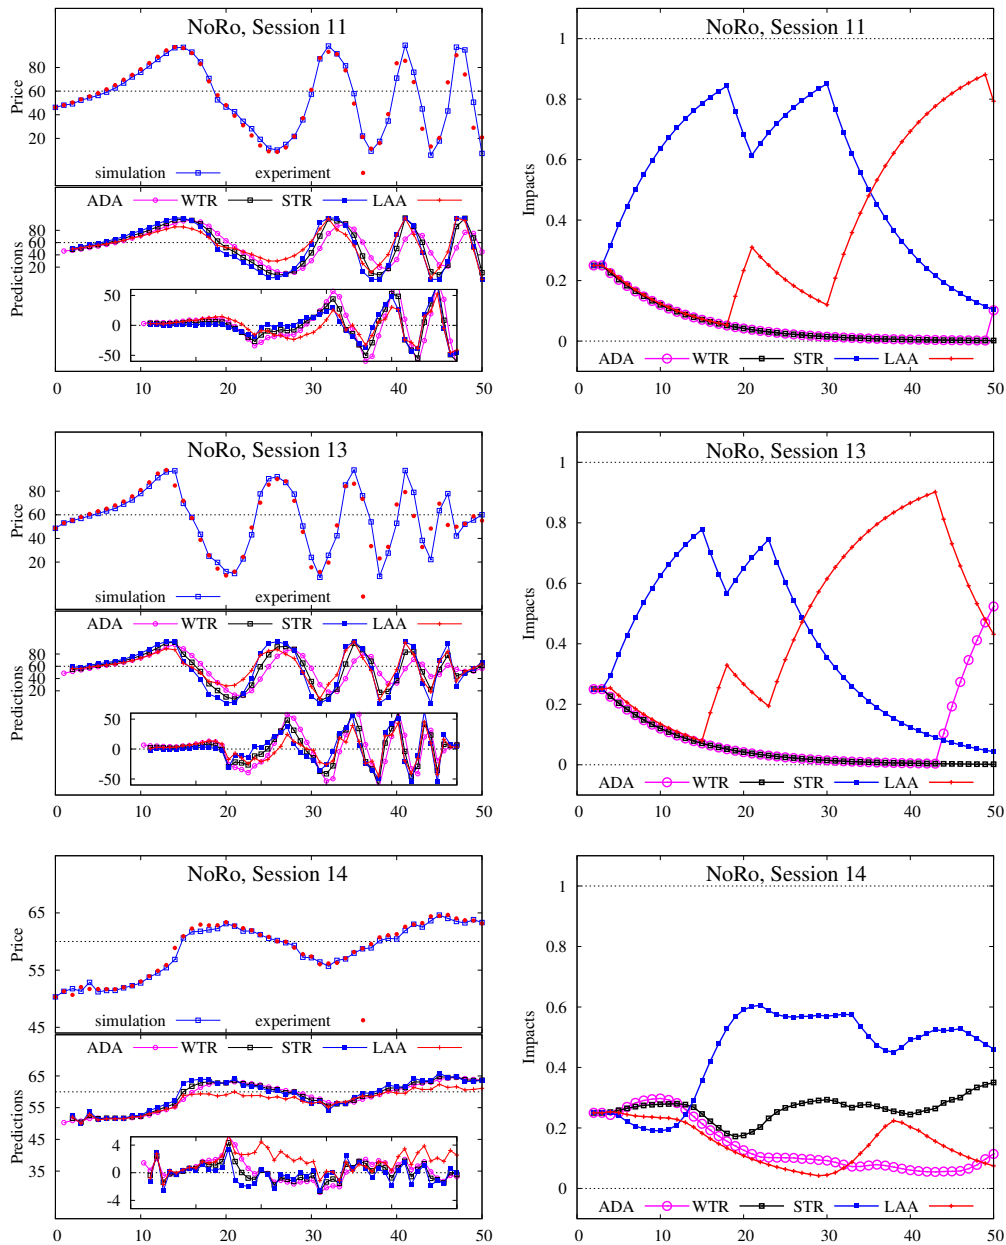 NoRo, Session 11
Price
80
60
40
20
simulation experiment
ADA WTR STR LAA
Predictions
80
60
40
20
50
0
-50
0 10 20 30 40 50
NoRo, Session 11
Impacts
1
0.8
0.6
0.4
0.2
0
ADA WTR STR LAA
0 10 20 30 40 50
NoRo, Session 13
Price
80
60
40
20
simulation experiment
ADA WTR STR LAA
Predictions
80
60
40
20
50
0
-50
0 10 20 30 40 50
NoRo, Session 13
Impacts
1
0.8
0.6
0.4
0.2
0
ADA WTR STR LAA
0 10 20 30 40 50
NoRo, Session 14
Price
65
55
45
simulation experiment
ADA WTR STR LAA
Predictions
65
55
45
35
4
0
-4
0 10 20 30 40 50
NoRo, Session 14
Impacts
1
0.8
0.6
0.4
0.2
0
ADA WTR STR LAA
0 10 20 30 40 50